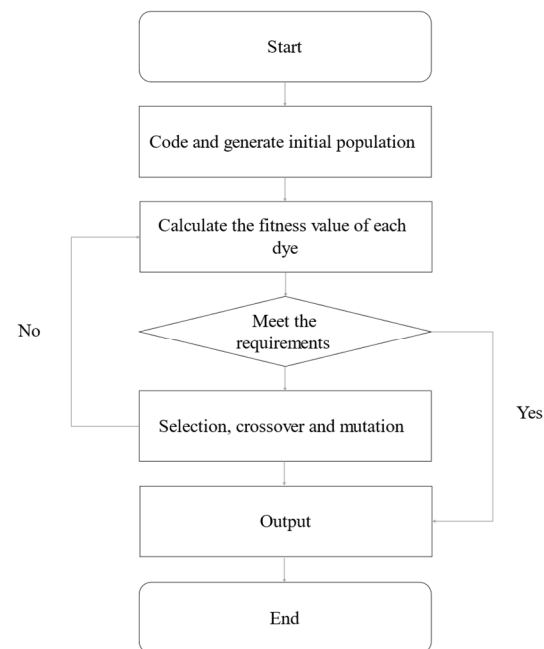 Start
Code and generate initial population
Calculate the fitness value of each
dye
Meet the
requirements
No
Selection, crossover and mutation
Yes
Output
End